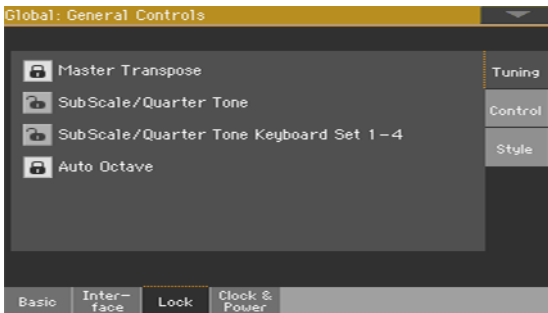 Global: General Controls
Master Transpose
Tuning
SubScale/Quarter Tone
Control
SubScale/Quarter Tone Keyboard Set 1-4
Style
Auto Octave
Basic
Inter-
face
Lock
Clock &
Power